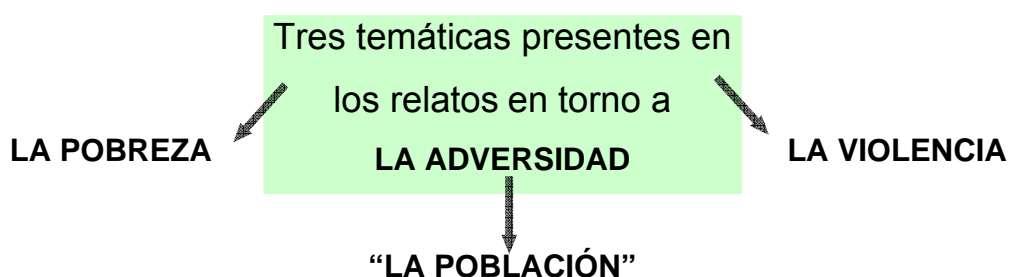 Tres temáticas presentes en
los relatos en torno a
LA ADVERSIDAD
LA POBREZA
LA VIOLENCIA
“LA POBLACIÓN”